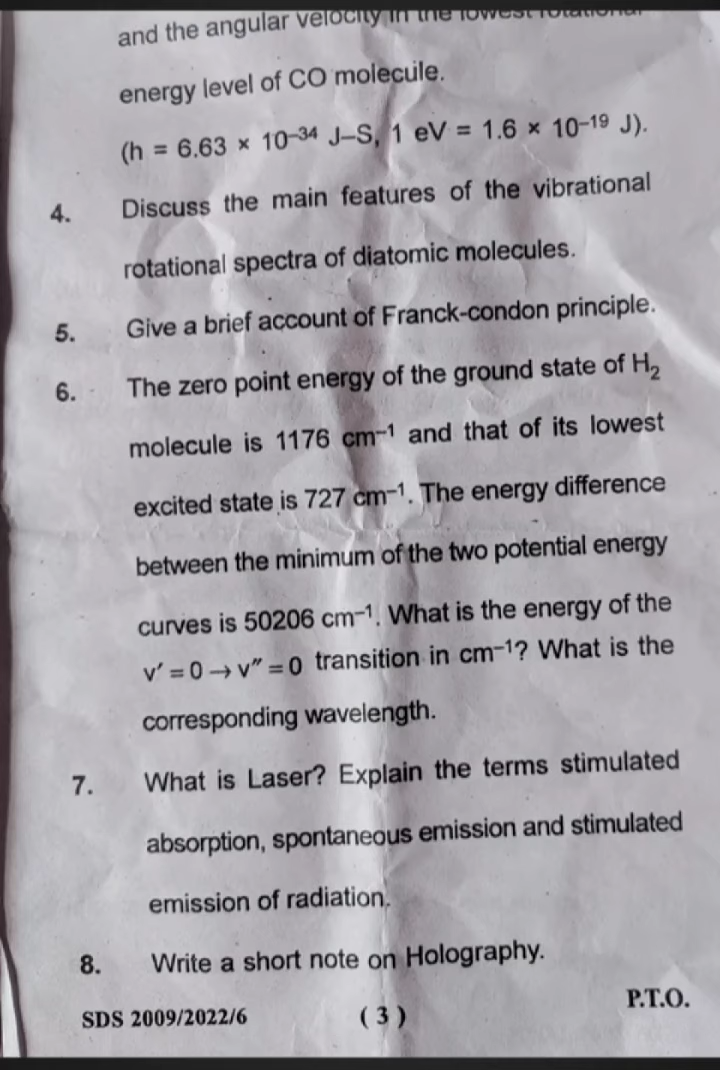 and the angular velocity in the lowest rotational
energy level of CO molecule.
(h = 6.63 × 10⁻³⁴ J–S, 1 eV = 1.6 × 10⁻¹⁹ J).
4. Discuss the main features of the vibrational
rotational spectra of diatomic molecules.
5. Give a brief account of Franck-condon principle.
6. The zero point energy of the ground state of H₂
molecule is 1176 cm⁻¹ and that of its lowest
excited state is 727 cm⁻¹. The energy difference
between the minimum of the two potential energy
curves is 50206 cm⁻¹. What is the energy of the
v′ = 0 → v″ = 0 transition in cm⁻¹? What is the
corresponding wavelength.
7. What is Laser? Explain the terms stimulated
absorption, spontaneous emission and stimulated
emission of radiation.
8. Write a short note on Holography.
P.T.O.
SDS 2009/2022/6 ( 3 )